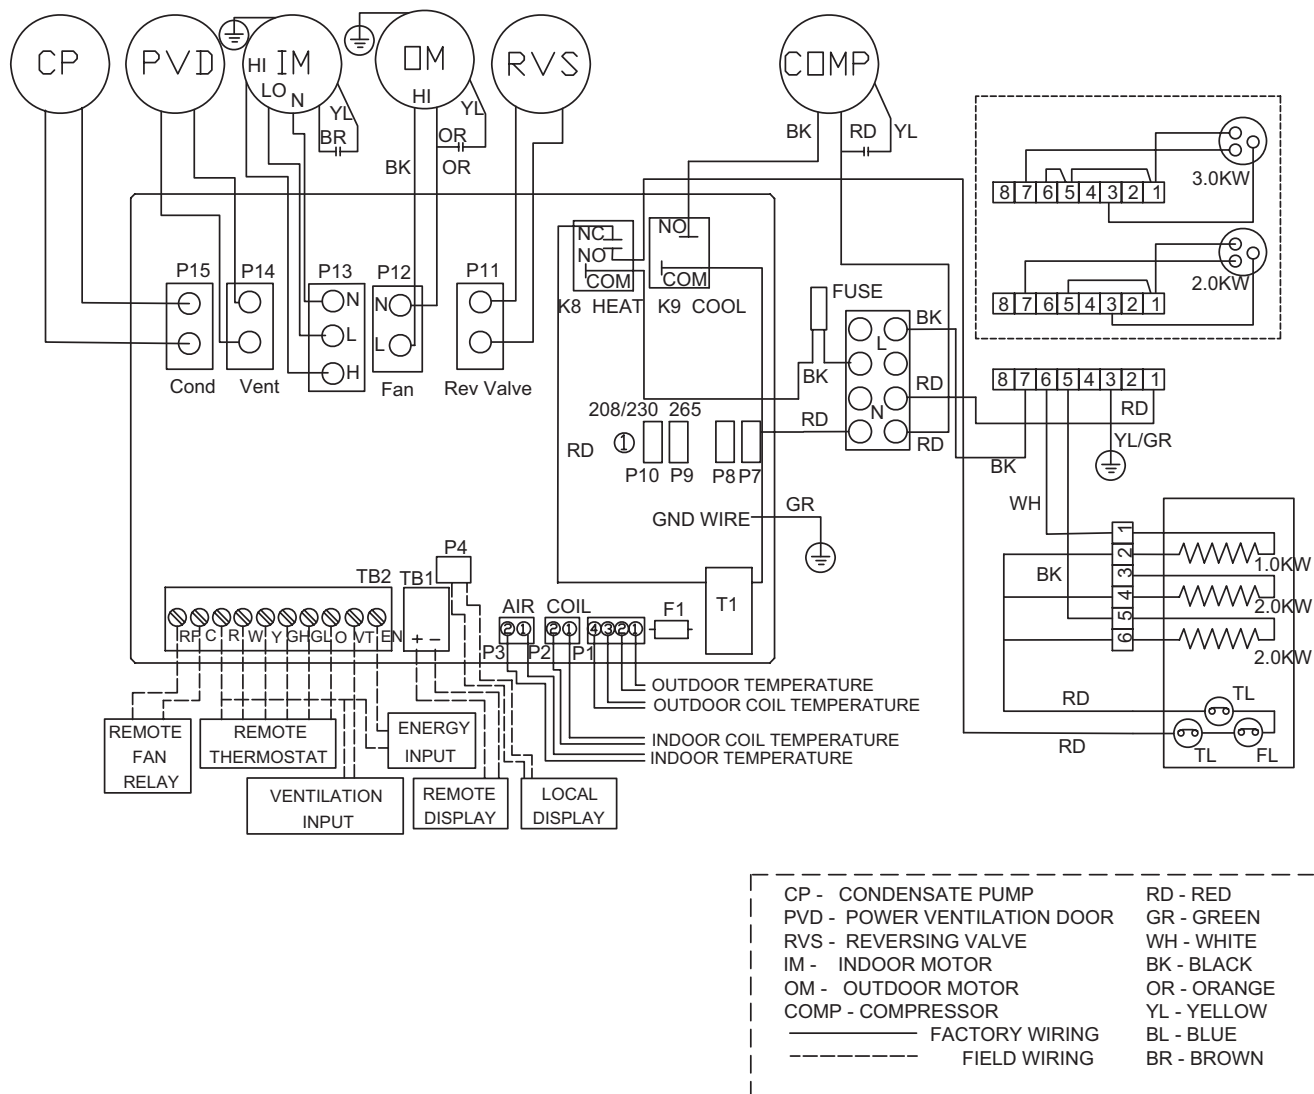 CP
PVD
IM
HI
LO
N
OM
HI
RVS
COMP
YL
BR
YL
OR
OR
BK
BK
RD
YL
3.0KW
8 7 6 5 4 3 2 1
2.0KW
8 7 6 5 4 3 2 1
P15
P14
P13
P12
P11
N
L
H
N
L
Cond
Vent
Fan
Rev Valve
NC
NO
COM
NO
COM
K8 HEAT
K9 COOL
FUSE
BK
L
N
BK
RD
RD
RD
BK
8 7 6 5 4 3 2 1
RD
YL/GR
208/230
265
1
RD
P10
P9
P8
P7
GND WIRE
GR
WH
BK
1
2
3
4
5
6
1.0KW
2.0KW
2.0KW
RD
RD
TL
TL
FL
TB2
TB1
P4
RF C R W Y GH GL O VT EN
+ −
AIR
COIL
2 1
2 1
4 3 2 1
P3
P2
P1
F1
T1
OUTDOOR TEMPERATURE
OUTDOOR COIL TEMPERATURE
INDOOR COIL TEMPERATURE
INDOOR TEMPERATURE
REMOTE
FAN
RELAY
REMOTE
THERMOSTAT
ENERGY
INPUT
VENTILATION
INPUT
REMOTE
DISPLAY
LOCAL
DISPLAY
CP - CONDENSATE PUMP
PVD - POWER VENTILATION DOOR
RVS - REVERSING VALVE
IM - INDOOR MOTOR
OM - OUTDOOR MOTOR
COMP - COMPRESSOR
FACTORY WIRING
FIELD WIRING
RD - RED
GR - GREEN
WH - WHITE
BK - BLACK
OR - ORANGE
YL - YELLOW
BL - BLUE
BR - BROWN